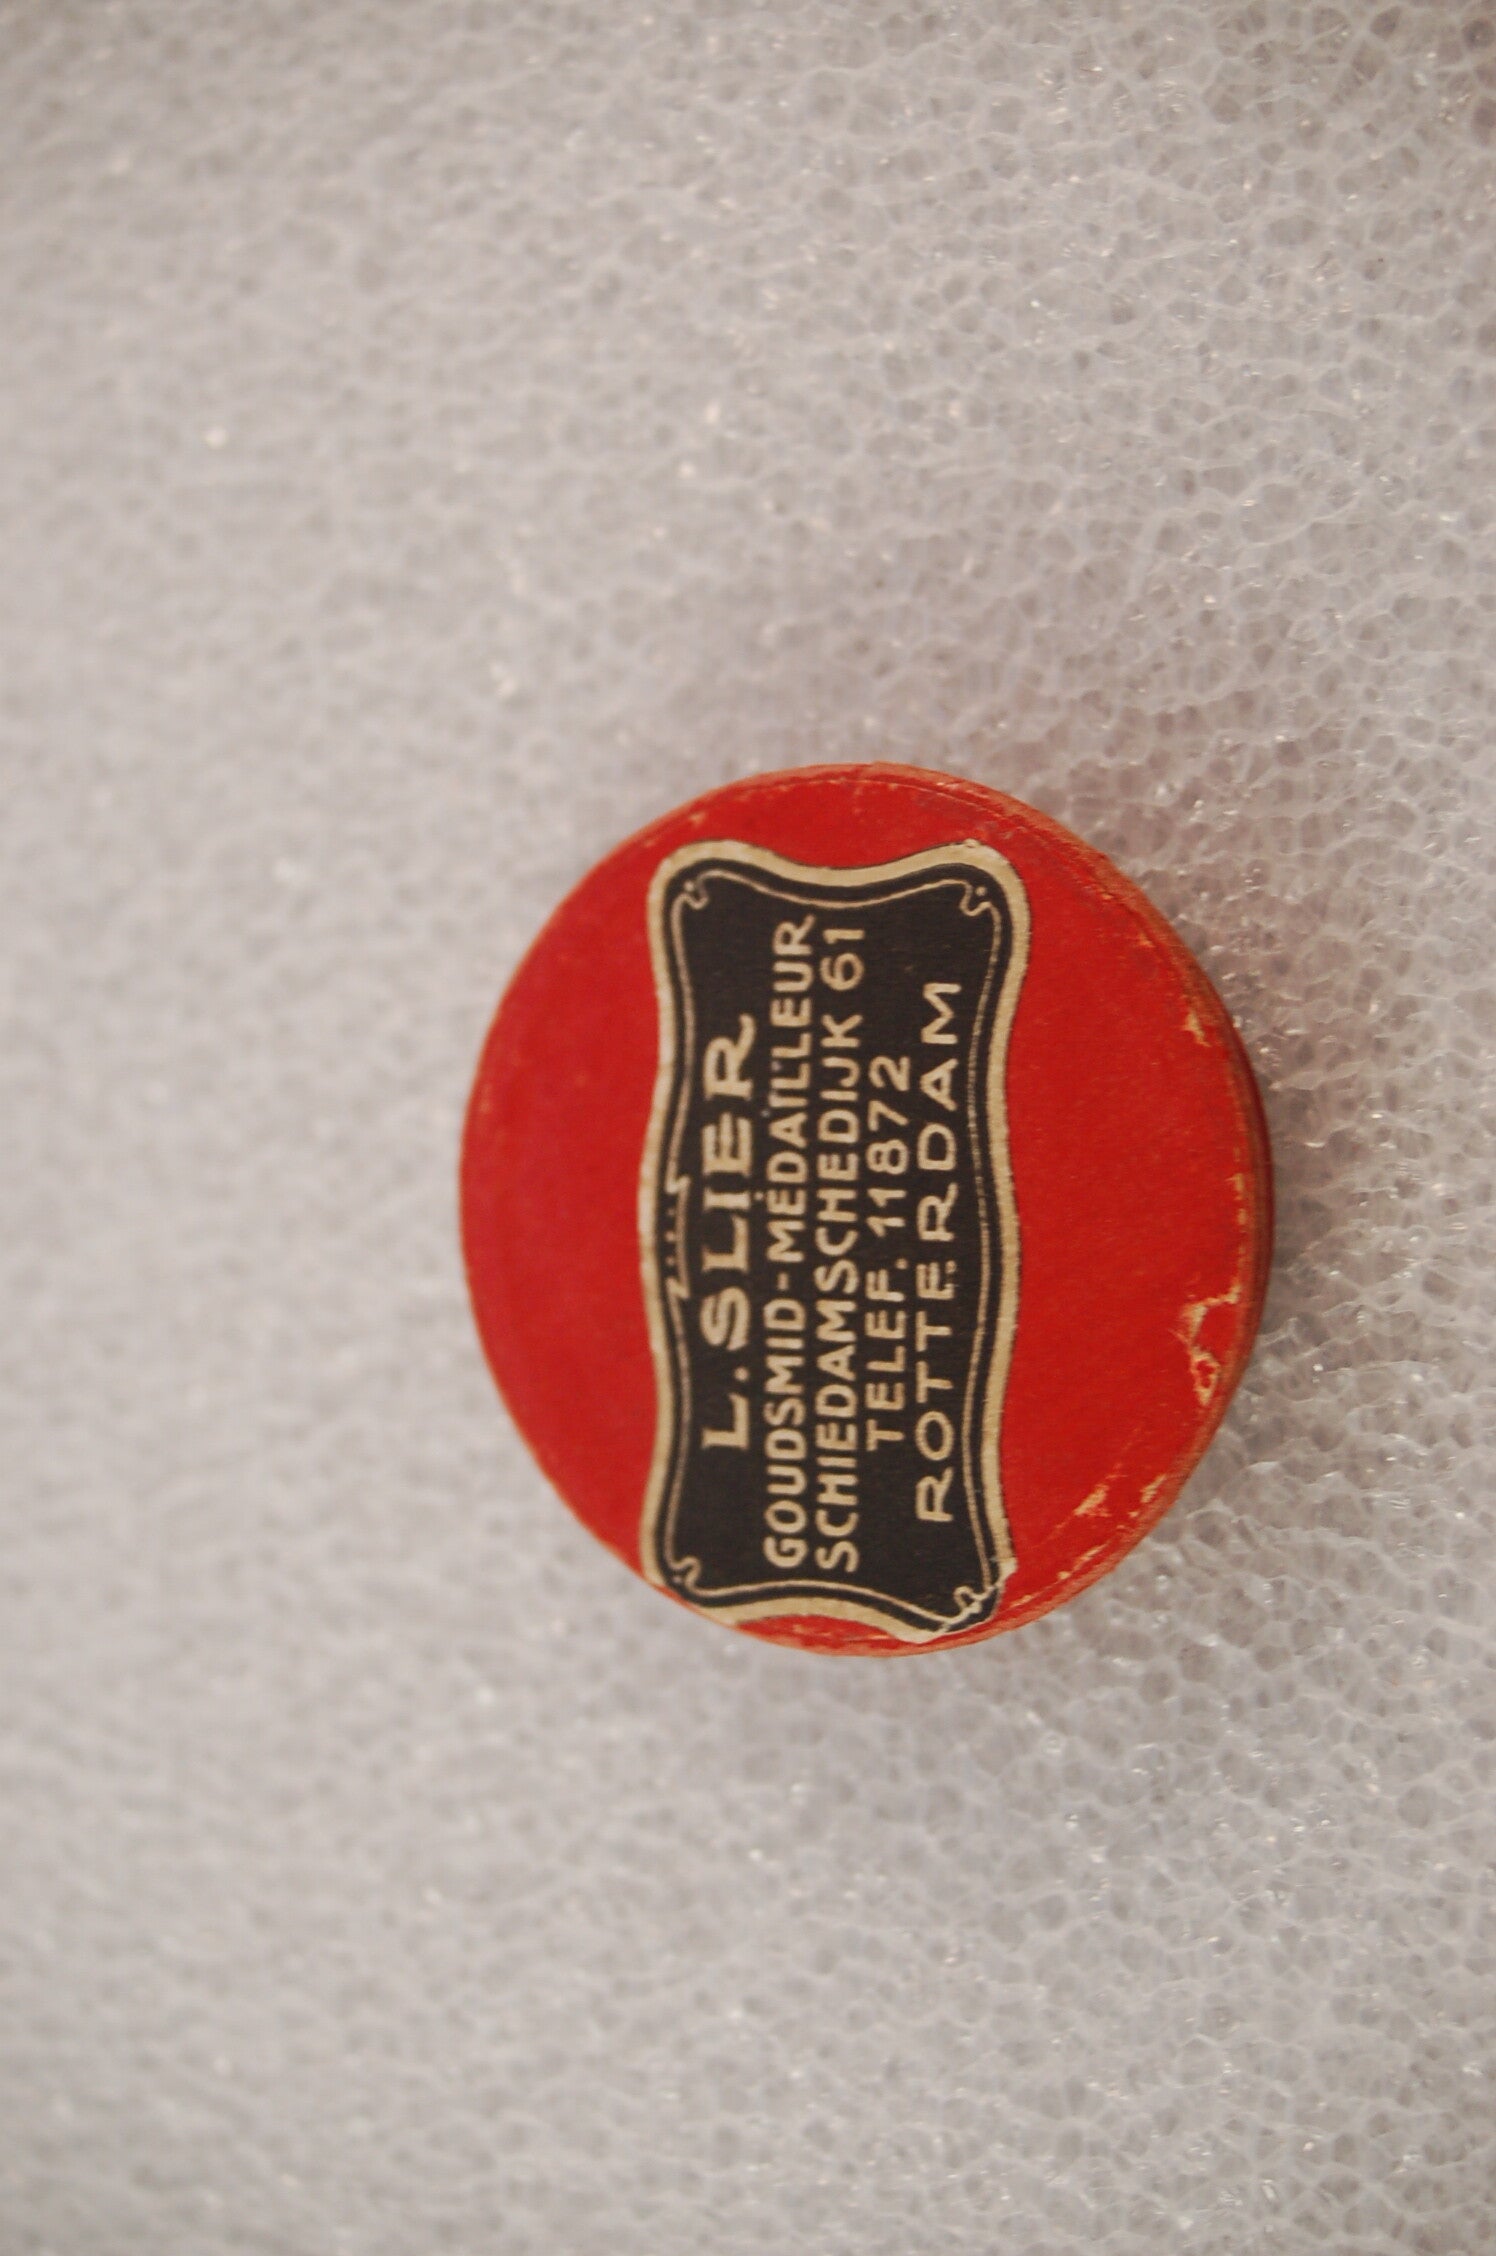 L. SLIER
GOUDSMID-MÉDAILLEUR
SCHIEDAMSCHEDIJK 61
TELEF. 11872
ROTTERDAM